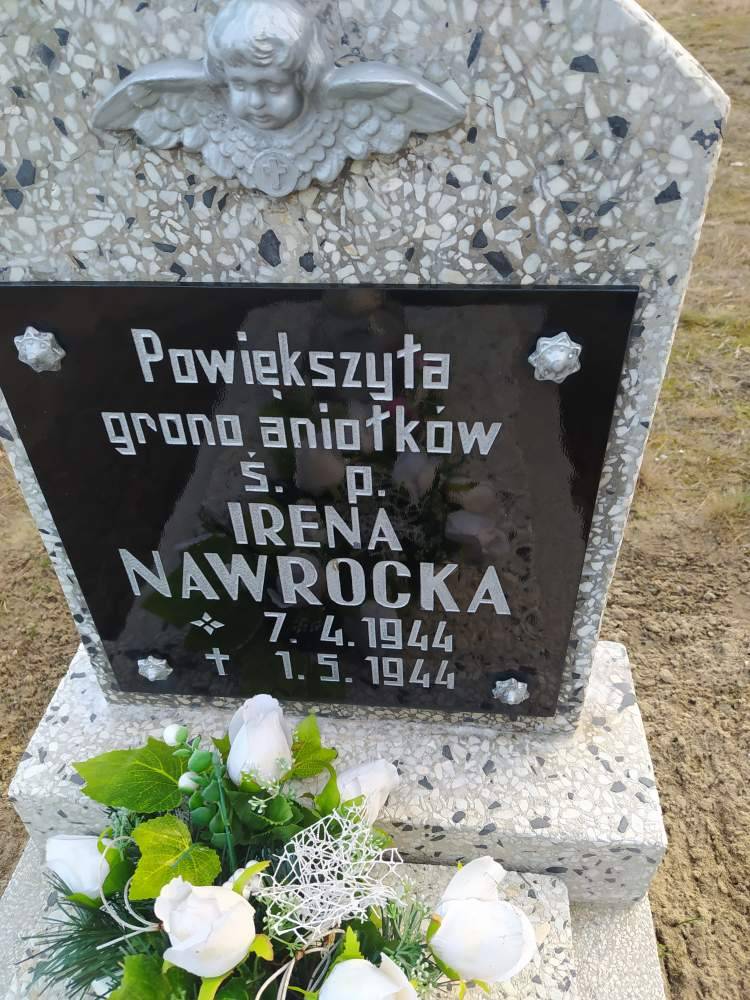 Powiększyła
grono aniołków
ś. p.
IRENA
NAWROCKA
7. 4. 1944
1. 5. 1944